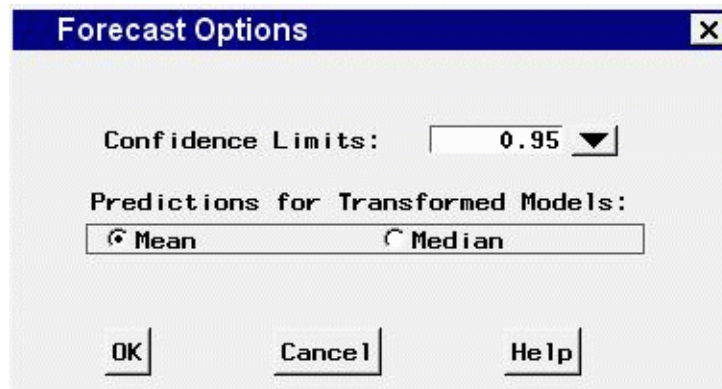 Forecast Options
Confidence Limits: 0.95
Predictions for Transformed Models:
Mean Median
OK Cancel Help